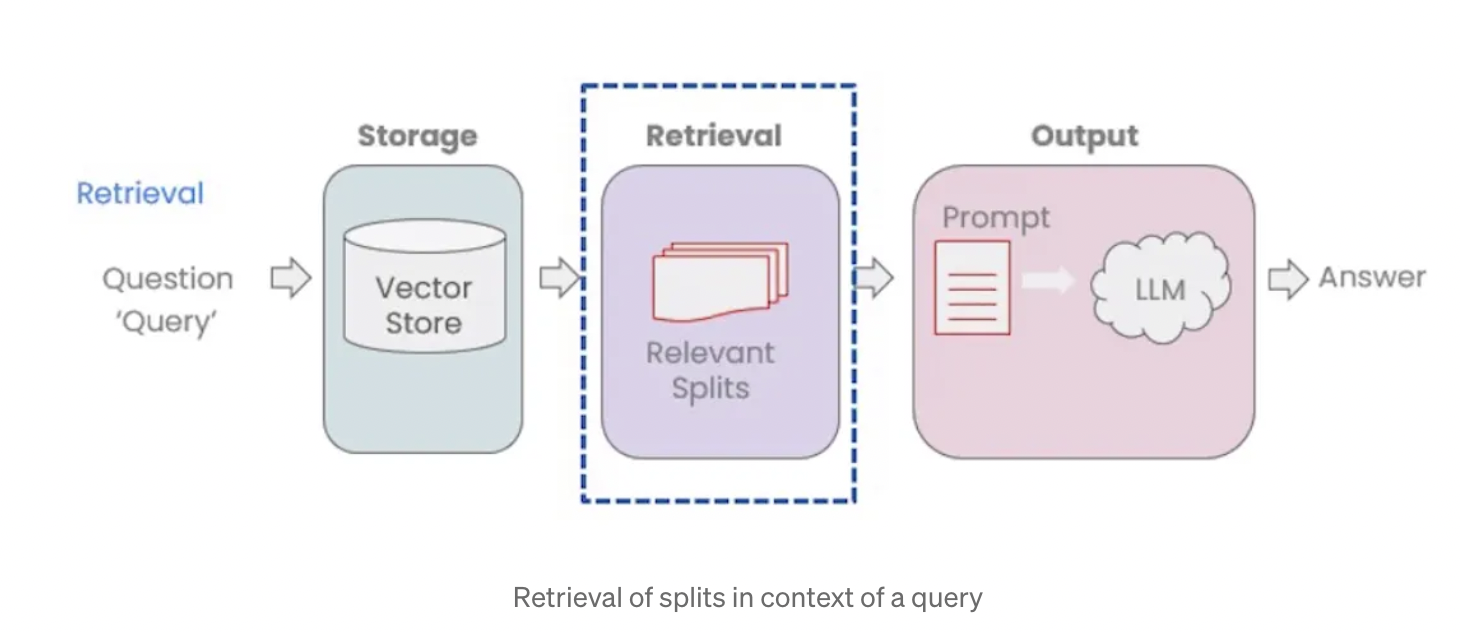 Storage
Retrieval
Output
Retrieval
Question
‘Query’
Vector
Store
Relevant
Splits
Prompt
LLM
Answer
Retrieval of splits in context of a query